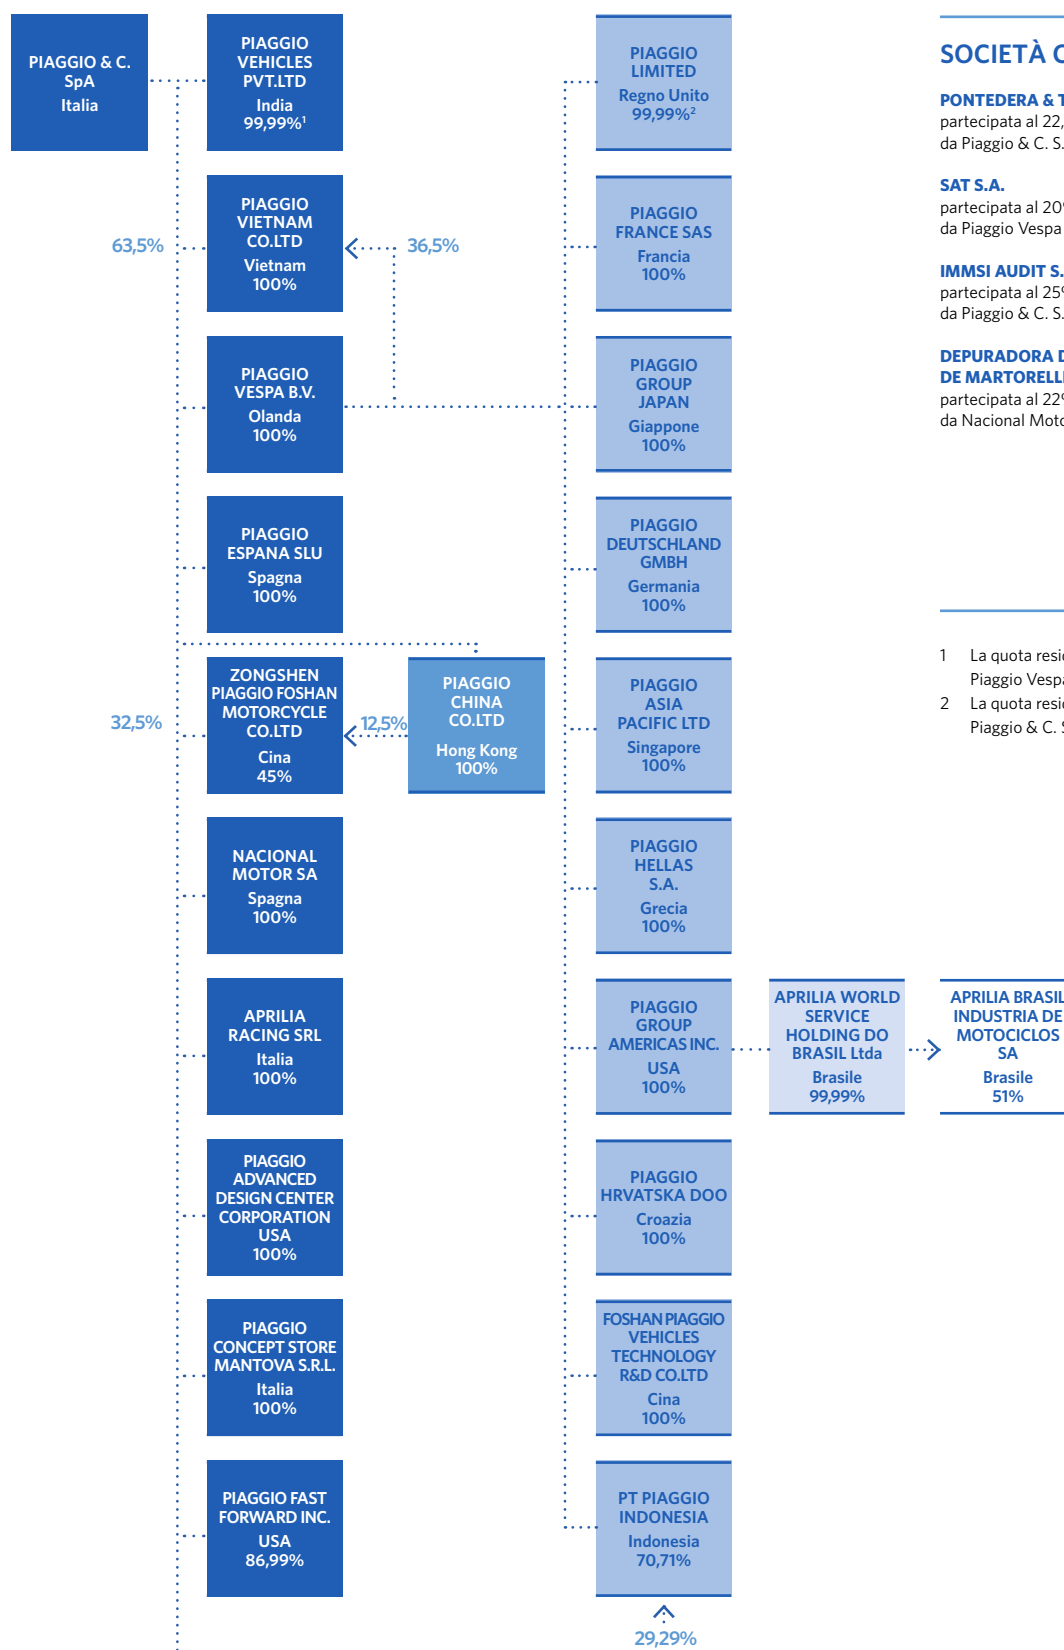 PIAGGIO & C.
SpA
Italia
PIAGGIO
VEHICLES
PVT.LTD
India
99,99%¹
PIAGGIO
LIMITED
Regno Unito
99,99%²
63,5%
PIAGGIO
VIETNAM
CO.LTD
Vietnam
100%
36,5%
PIAGGIO
FRANCE SAS
Francia
100%
PIAGGIO
VESPA B.V.
Olanda
100%
PIAGGIO
GROUP
JAPAN
Giappone
100%
PIAGGIO
ESPANA SLU
Spagna
100%
PIAGGIO
DEUTSCHLAND
GMBH
Germania
100%
32,5%
ZONGSHEN
PIAGGIO FOSHAN
MOTORCYCLE
CO.LTD
Cina
45%
12,5%
PIAGGIO
CHINA
CO.LTD
Hong Kong
100%
PIAGGIO
ASIA
PACIFIC LTD
Singapore
100%
NACIONAL
MOTOR SA
Spagna
100%
PIAGGIO
HELLAS
S.A.
Grecia
100%
APRILIA
RACING SRL
Italia
100%
PIAGGIO
GROUP
AMERICAS INC.
USA
100%
APRILIA WORLD
SERVICE
HOLDING DO
BRASIL Ltda
Brasile
99,99%
APRILIA BRASIL
INDUSTRIA DE
MOTOCICLOS
SA
Brasile
51%
PIAGGIO
ADVANCED
DESIGN CENTER
CORPORATION
USA
100%
PIAGGIO
HRVATSKA DOO
Croazia
100%
PIAGGIO
CONCEPT STORE
MANTOVA S.R.L.
Italia
100%
FOSHAN PIAGGIO
VEHICLES
TECHNOLOGY
R&D CO.LTD
Cina
100%
PIAGGIO FAST
FORWARD INC.
USA
86,99%
PT PIAGGIO
INDONESIA
Indonesia
70,71%
29,29%
SOCIETÀ
PONTEDERA &
partecipata al 22,
da Piaggio & C. S.
SAT S.A.
partecipata al 20
da Piaggio Vespa
IMMSI AUDIT S.
partecipata al 25
da Piaggio & C. S.
DEPURADORA
DE MARTORELL
partecipata al 22
da Nacional Moto
1 La quota resi
Piaggio Vesp
2 La quota resi
Piaggio & C.